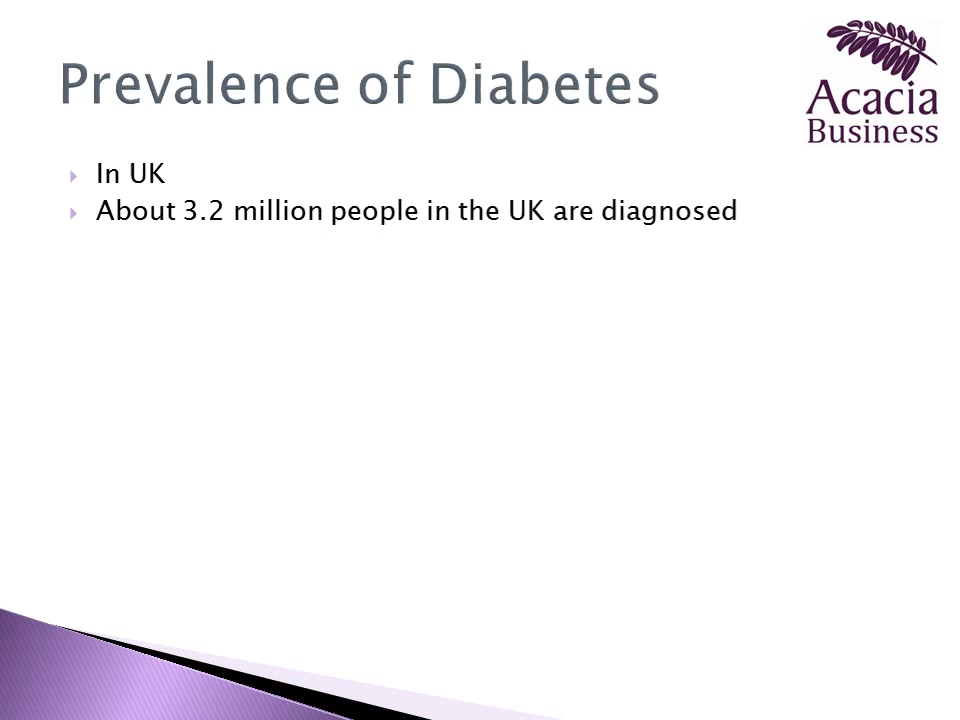 Prevalence of Diabetes
Acacia
Business
In UK
About 3.2 million people in the UK are diagnosed